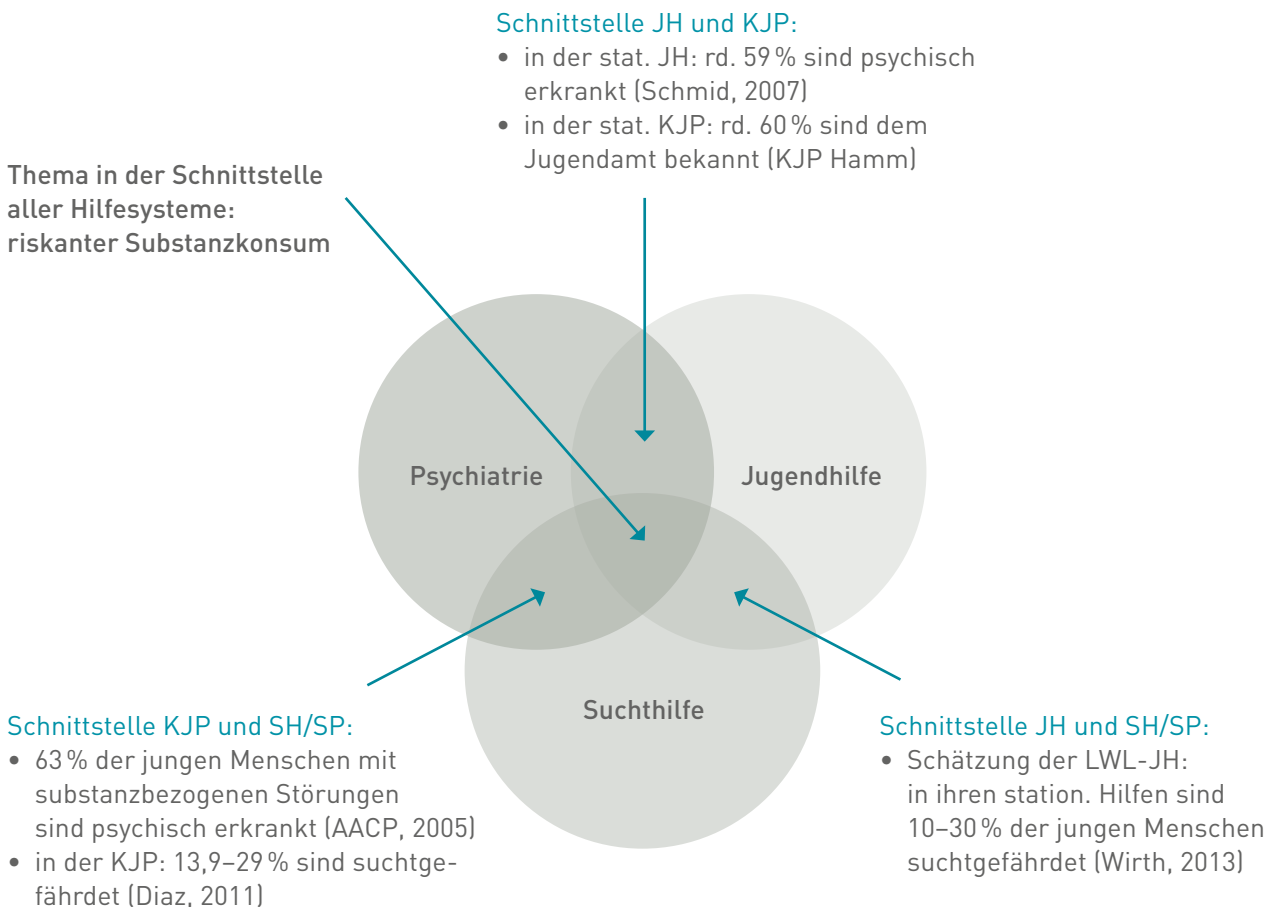 Schnittstelle JH und KJP:
• in der stat. JH: rd. 59 % sind psychisch
erkrankt (Schmid, 2007)
• in der stat. KJP: rd. 60 % sind dem
Jugendamt bekannt (KJP Hamm)
Thema in der Schnittstelle
aller Hilfesysteme:
riskanter Substanzkonsum
Psychiatrie
Jugendhilfe
Suchthilfe
Schnittstelle KJP und SH/SP:
• 63 % der jungen Menschen mit
substanzbezogenen Störungen
sind psychisch erkrankt (AACP, 2005)
• in der KJP: 13,9–29 % sind suchtge-
fährdet (Diaz, 2011)
Schnittstelle JH und SH/SP:
• Schätzung der LWL-JH:
in ihren station. Hilfen sind
10–30 % der jungen Menschen
suchtgefährdet (Wirth, 2013)